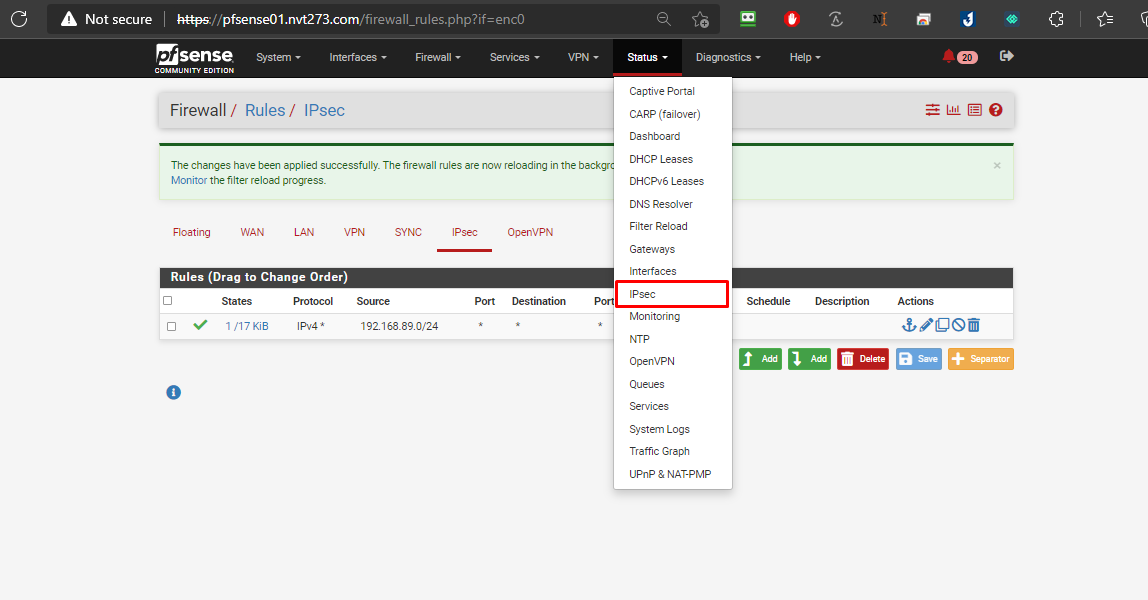 Not secure https://pfsense01.nvt273.com/firewall_rules.php?if=enc0
pfsense
COMMUNITY EDITION
System Interfaces Firewall Services VPN Status Diagnostics Help 20
Captive Portal
CARP (failover)
Dashboard
DHCP Leases
DHCPv6 Leases
DNS Resolver
Filter Reload
Gateways
Interfaces
IPsec
Monitoring
NTP
OpenVPN
Queues
Services
System Logs
Traffic Graph
UPnP & NAT-PMP
Firewall / Rules / IPsec
The changes have been applied successfully. The firewall rules are now reloading in the backgro
Monitor the filter reload progress.
×
Floating WAN LAN VPN SYNC IPsec OpenVPN
Rules (Drag to Change Order)
States Protocol Source Port Destination Port Schedule Description Actions
1 /17 KiB IPv4 * 192.168.89.0/24 * * *
Add Add Delete Save Separator